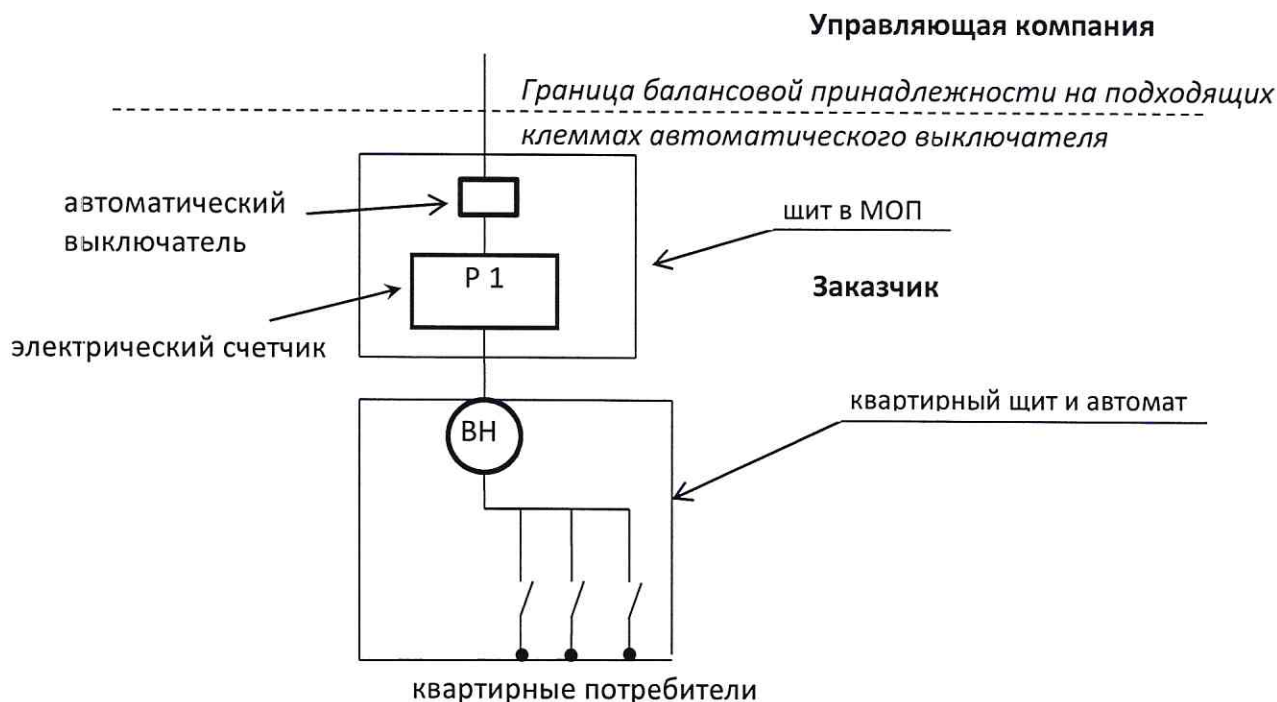 Управляющая компания
Граница балансовой принадлежности на подходящих
клеммах автоматического выключателя
автоматический
выключатель
щит в МОП
Р 1
Заказчик
электрический счетчик
квартирный щит и автомат
ВН
квартирные потребители